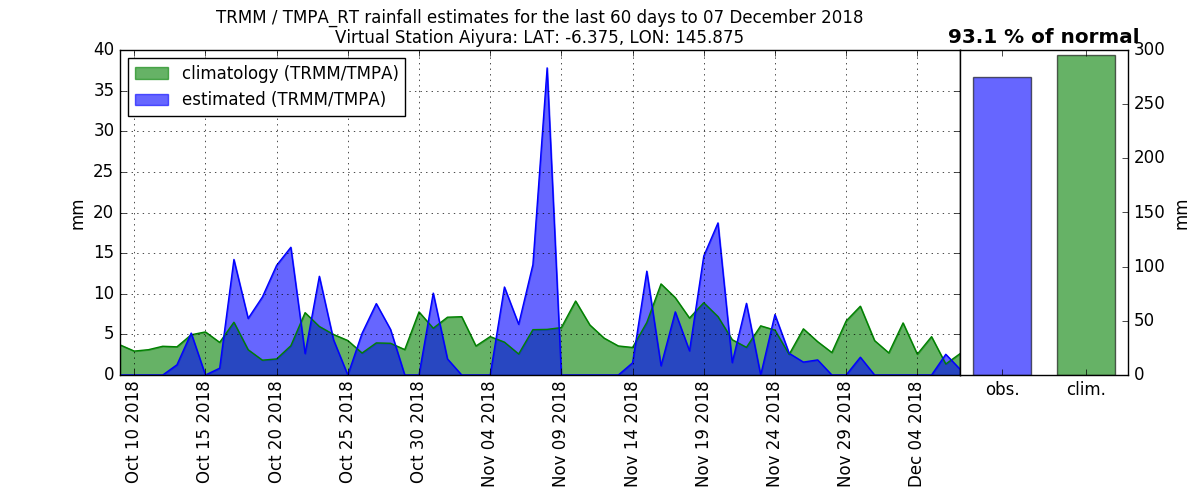 TRMM / TMPA_RT rainfall estimates for the last 60 days to 07 December 2018
Virtual Station Aiyura: LAT: -6.375, LON: 145.875
93.1 % of normal
climatology (TRMM/TMPA)
estimated (TRMM/TMPA)
mm
40
35
30
25
20
15
10
5
0
Oct 10 2018
Oct 15 2018
Oct 20 2018
Oct 25 2018
Oct 30 2018
Nov 04 2018
Nov 09 2018
Nov 14 2018
Nov 19 2018
Nov 24 2018
Nov 29 2018
Dec 04 2018
obs.
clim.
300
250
200
150
100
50
0
mm